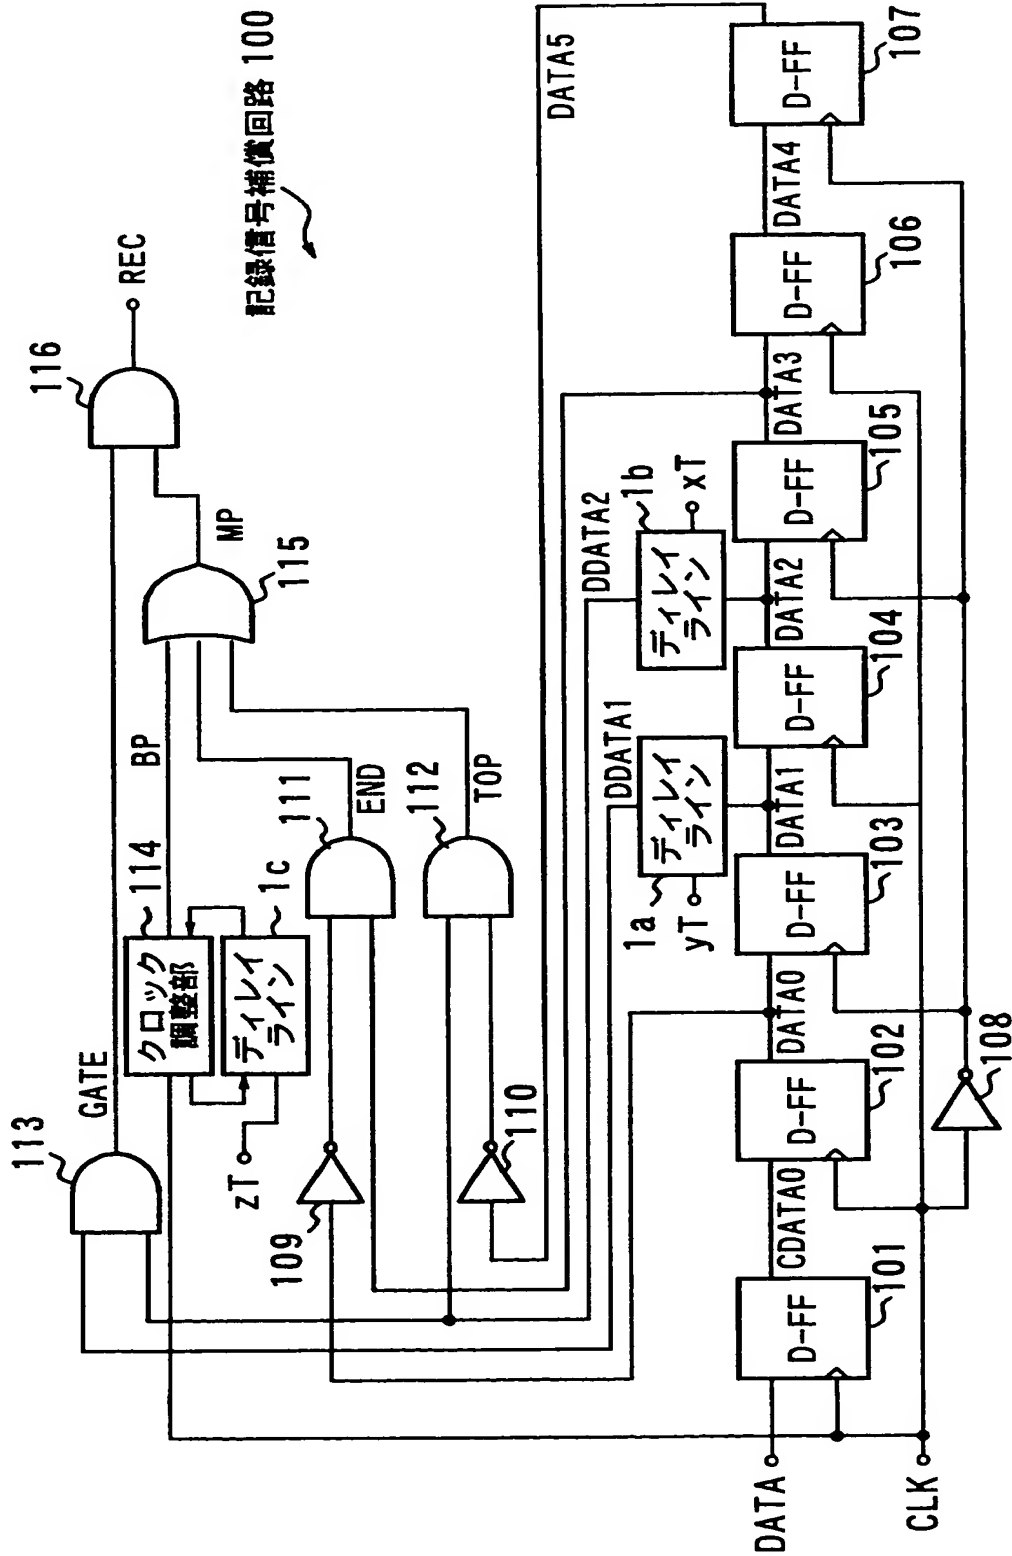 記録信号補償回路 100
113
GATE
116
REC
クロック
調整部
114
BP
MP
115
zT
ディレイ
ライン
1c
109
111
END
110
112
TOP
DATA5
1a
yT
ディレイ
ライン
DDATA1
ディレイ
ライン
1b
xT
DDATA2
DATA
CLK
D-FF
101
CDATA0
D-FF
102
DATA0
D-FF
103
DATA1
D-FF
104
DATA2
D-FF
105
DATA3
D-FF
106
DATA4
D-FF
107
108